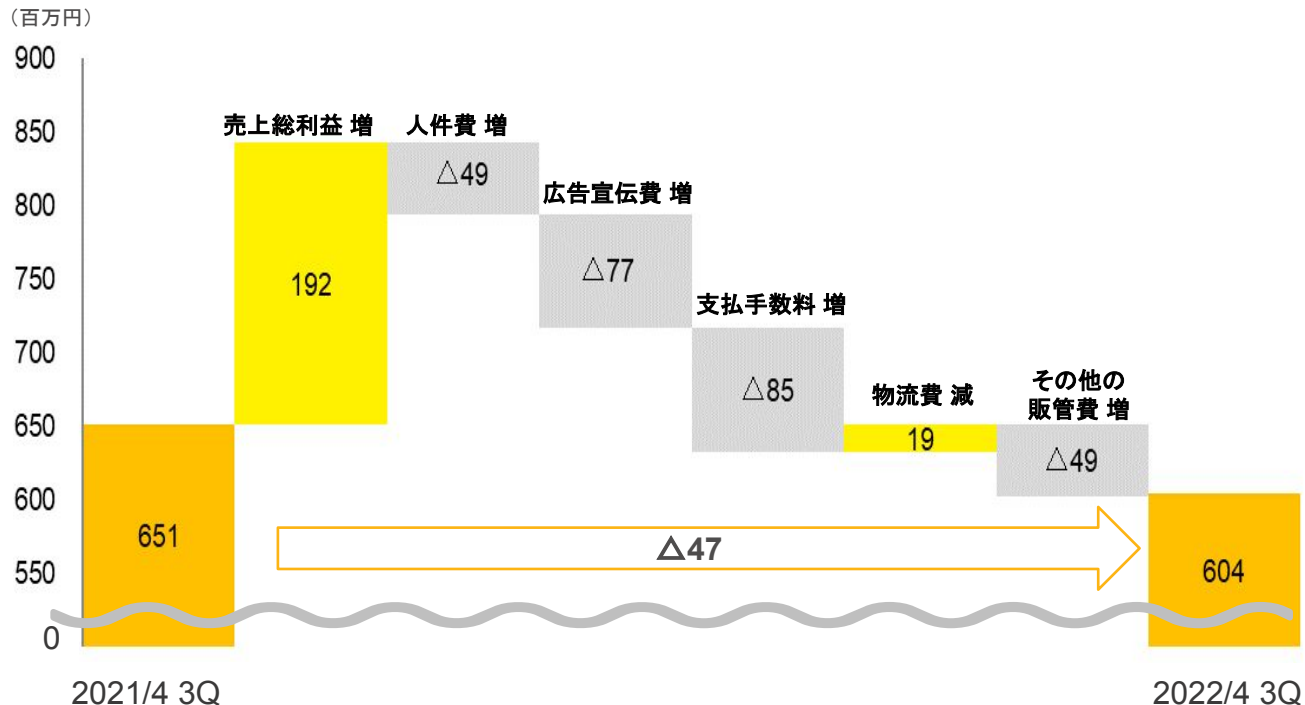 （百万円）
900
850
800
750
700
650
600
550
0
売上総利益 増
人件費 増
広告宣伝費 増
支払手数料 増
物流費 減
その他の
販管費 増
651
192
△49
△77
△85
19
△49
604
△47
2021/4 3Q
2022/4 3Q